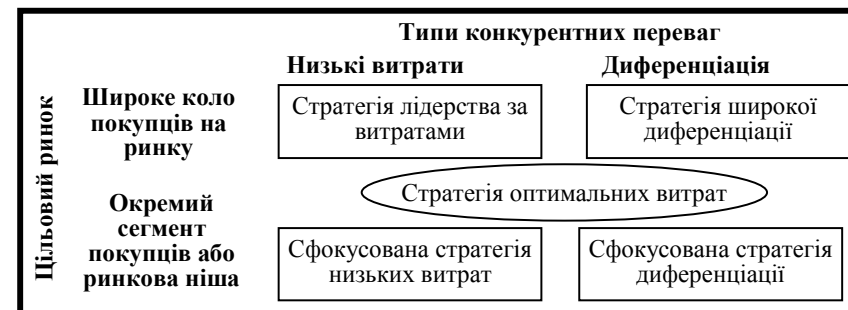 Типи конкурентних переваг
Низькі витрати
Диференціація
Цільовий ринок
Широке коло
покупців на
ринку
Стратегія лідерства за
витратами
Стратегія широкої
диференціації
Стратегія оптимальних витрат
Окремий
сегмент
покупців або
ринкова ніша
Сфокусована стратегія
низьких витрат
Сфокусована стратегія
диференціації